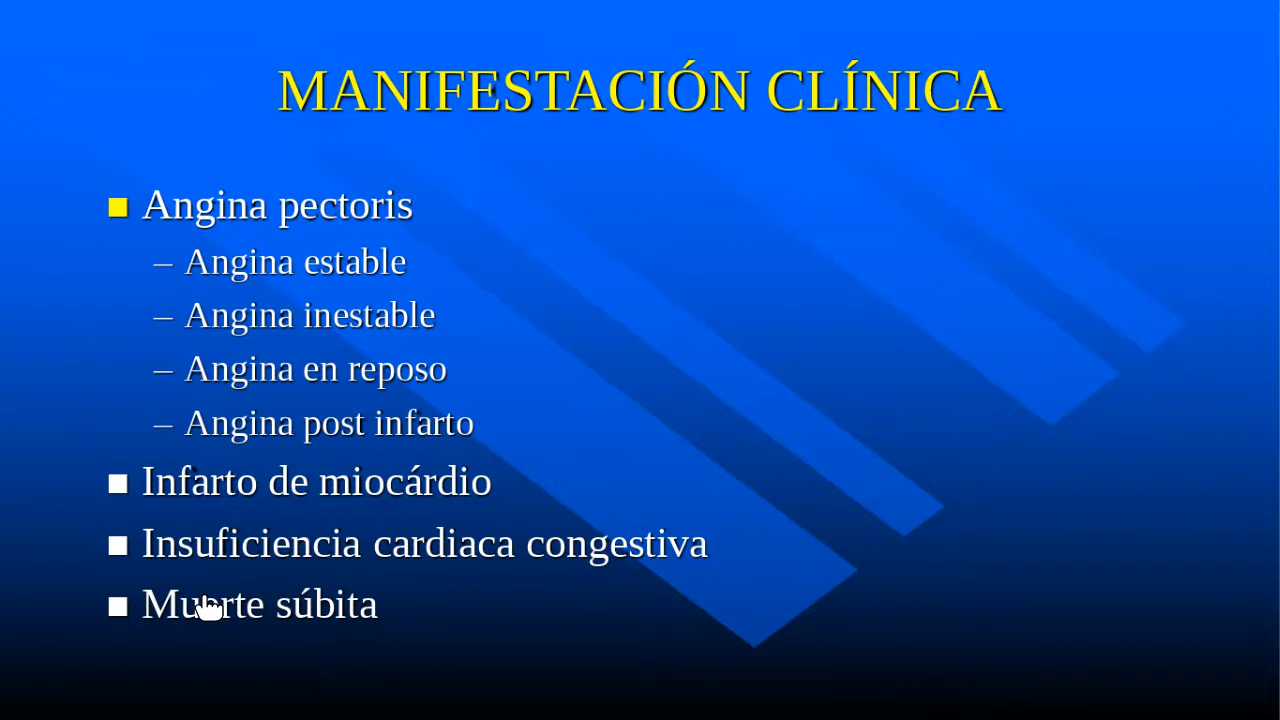 MANIFESTACIÓN CLÍNICA
Angina pectoris
– Angina estable
– Angina inestable
– Angina en reposo
– Angina post infarto
Infarto de miocárdio
Insuficiencia cardiaca congestiva
Muerte súbita